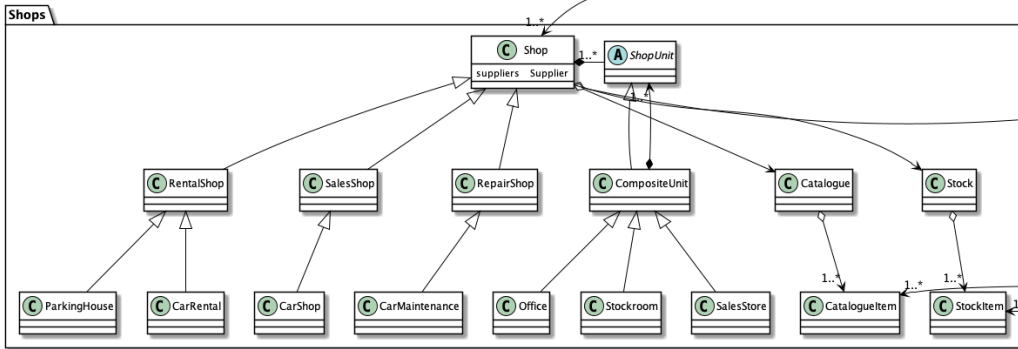 Shops
1..*
C Shop
suppliers Supplier
1..*
A ShopUnit
1..*
C RentalShop
C SalesShop
C RepairShop
C CompositeUnit
C Catalogue
C Stock
1..*
1..*
1..*
C ParkingHouse
C CarRental
C CarShop
C CarMaintenance
C Office
C Stockroom
C SalesStore
C CatalogueItem
C StockItem
1